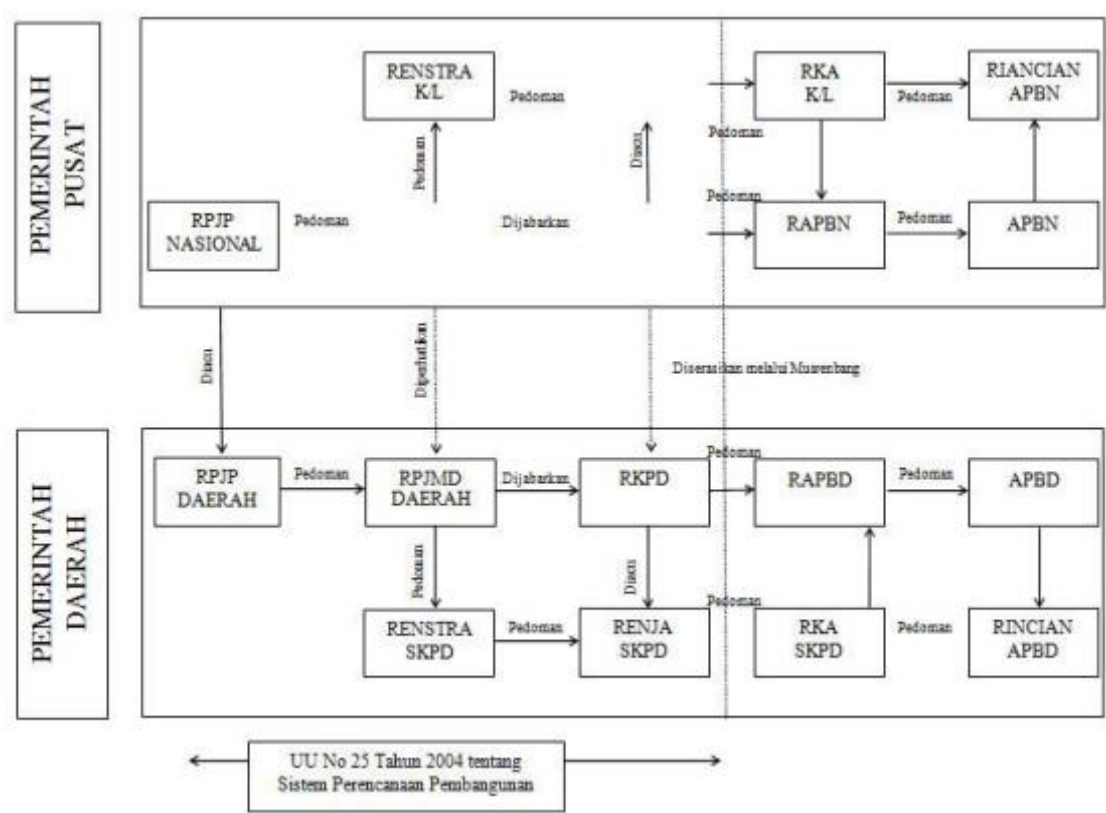 PEMERINTAH
PUSAT
RENSTRA
K/L
Pedoman
RKA
K/L
Pedoman
RIANCIAN
APBN
Pedoman
Pedoman
Diacu
RPJP
NASIONAL
Pedoman
Dijabarkan
Pedoman
RAPBN
Pedoman
APBN
Diacu
Diperhatikan
Diserasikan melalui Musrenbang
PEMERINTAH
DAERAH
RPJP
DAERAH
Pedoman
RPJMD
DAERAH
Dijabarkan
RKPD
Pedoman
RAPBD
Pedoman
APBD
Pedoman
Diacu
RENSTRA
SKPD
Pedoman
RENJA
SKPD
Pedoman
RKA
SKPD
Pedoman
RINCIAN
APBD
UU No 25 Tahun 2004 tentang
Sistem Perencanaan Pembangunan